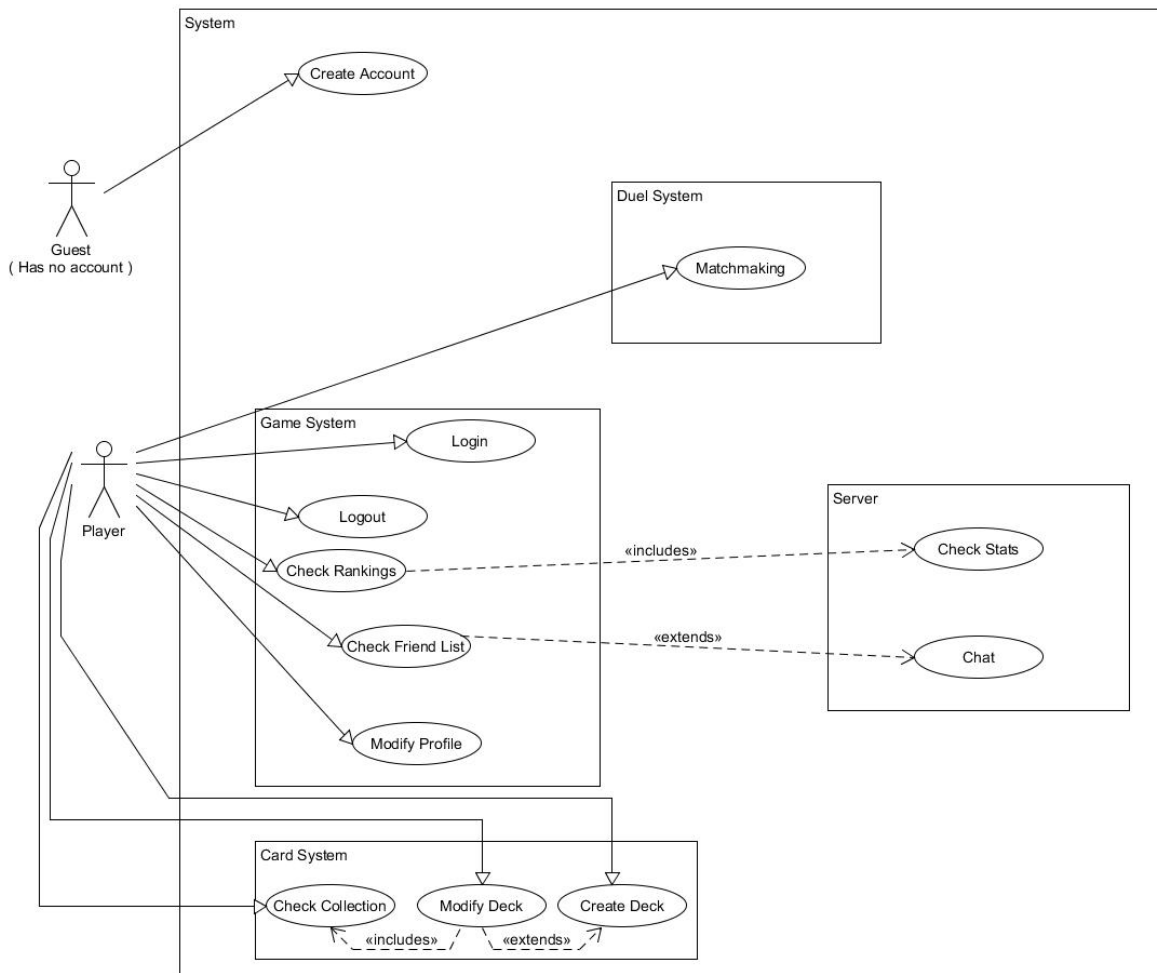 System
Create Account
Guest
( Has no account )
Duel System
Matchmaking
Game System
Login
Player
Logout
Server
Check Rankings
«includes»
Check Stats
Check Friend List
«extends»
Chat
Modify Profile
Card System
Check Collection
Modify Deck
Create Deck
«includes»
«extends»